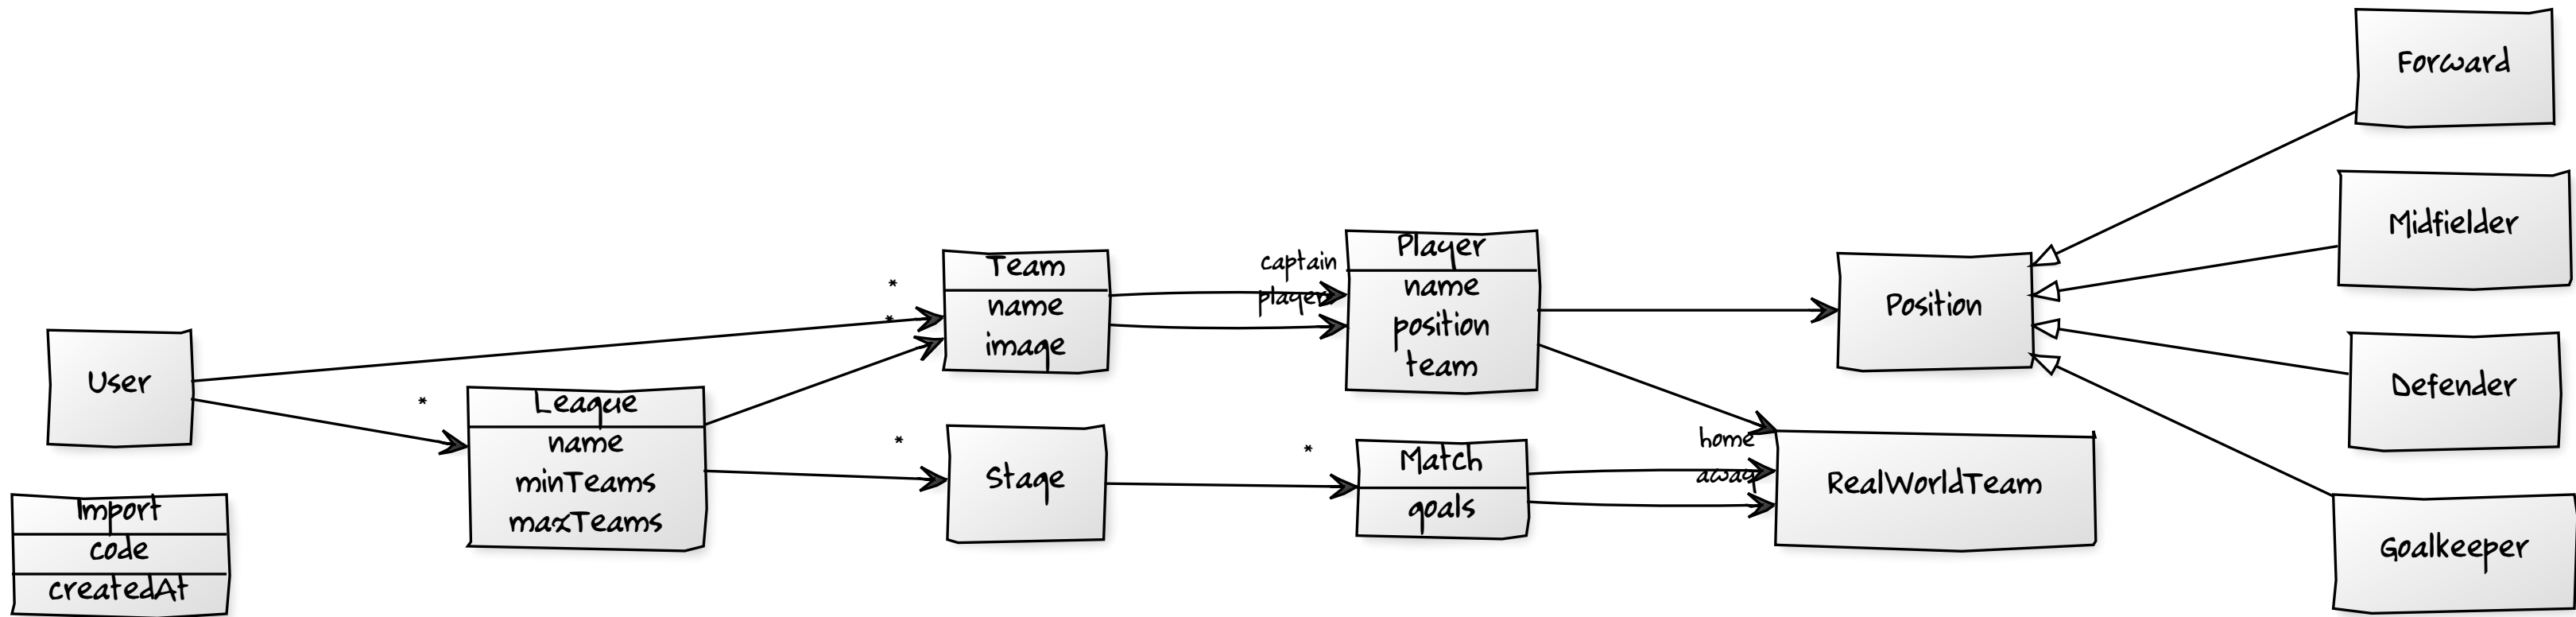 User
Import
code
createdAt
*
League
name
minTeams
maxTeams
*
*
Team
name
image
*
Stage
captain
players
Player
name
position
team
*
Match
goals
home
away
Position
RealWorldTeam
Forward
Midfielder
Defender
Goalkeeper